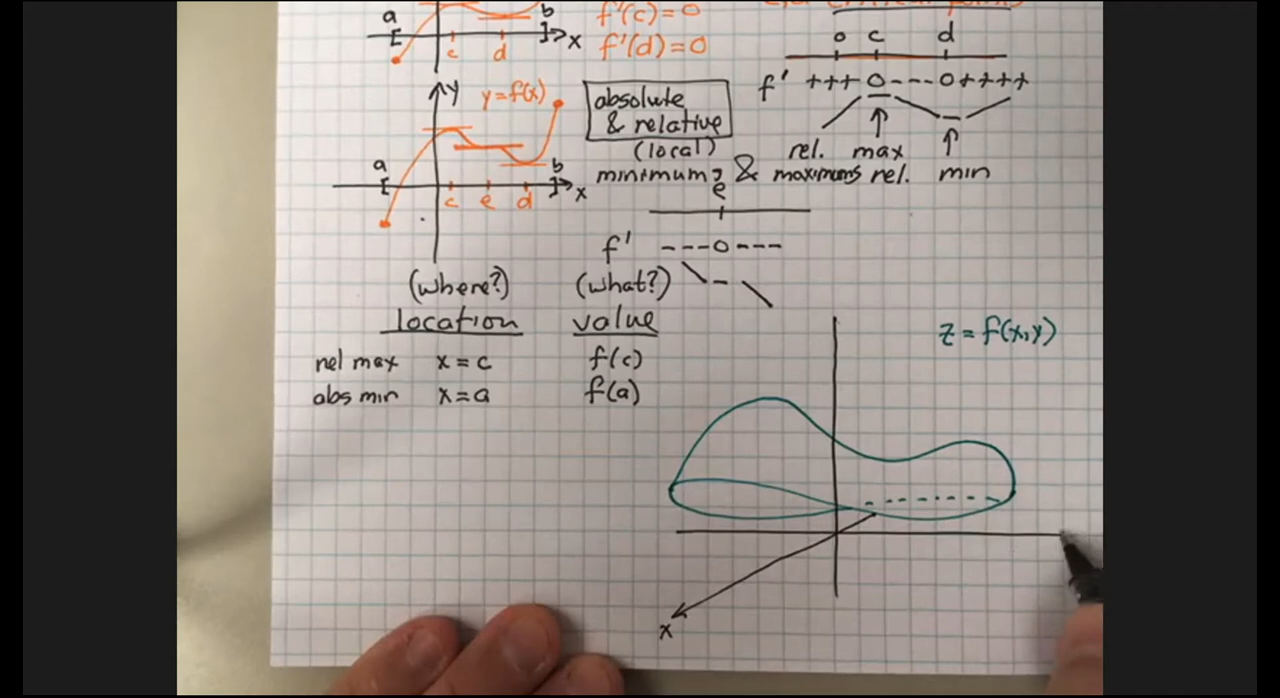 f'(c)=0
f'(d)=0
a b x
c d
o c d
f' +++0---0++++
y y=f(x)
absolute
& relative
(local)
minimums & maximums
rel. max
rel. min
a b x
c e d
e
f' ---0---
(where?) (what?)
location value
rel max x=c f(c)
abs min x=a f(a)
z=f(x,y)
x